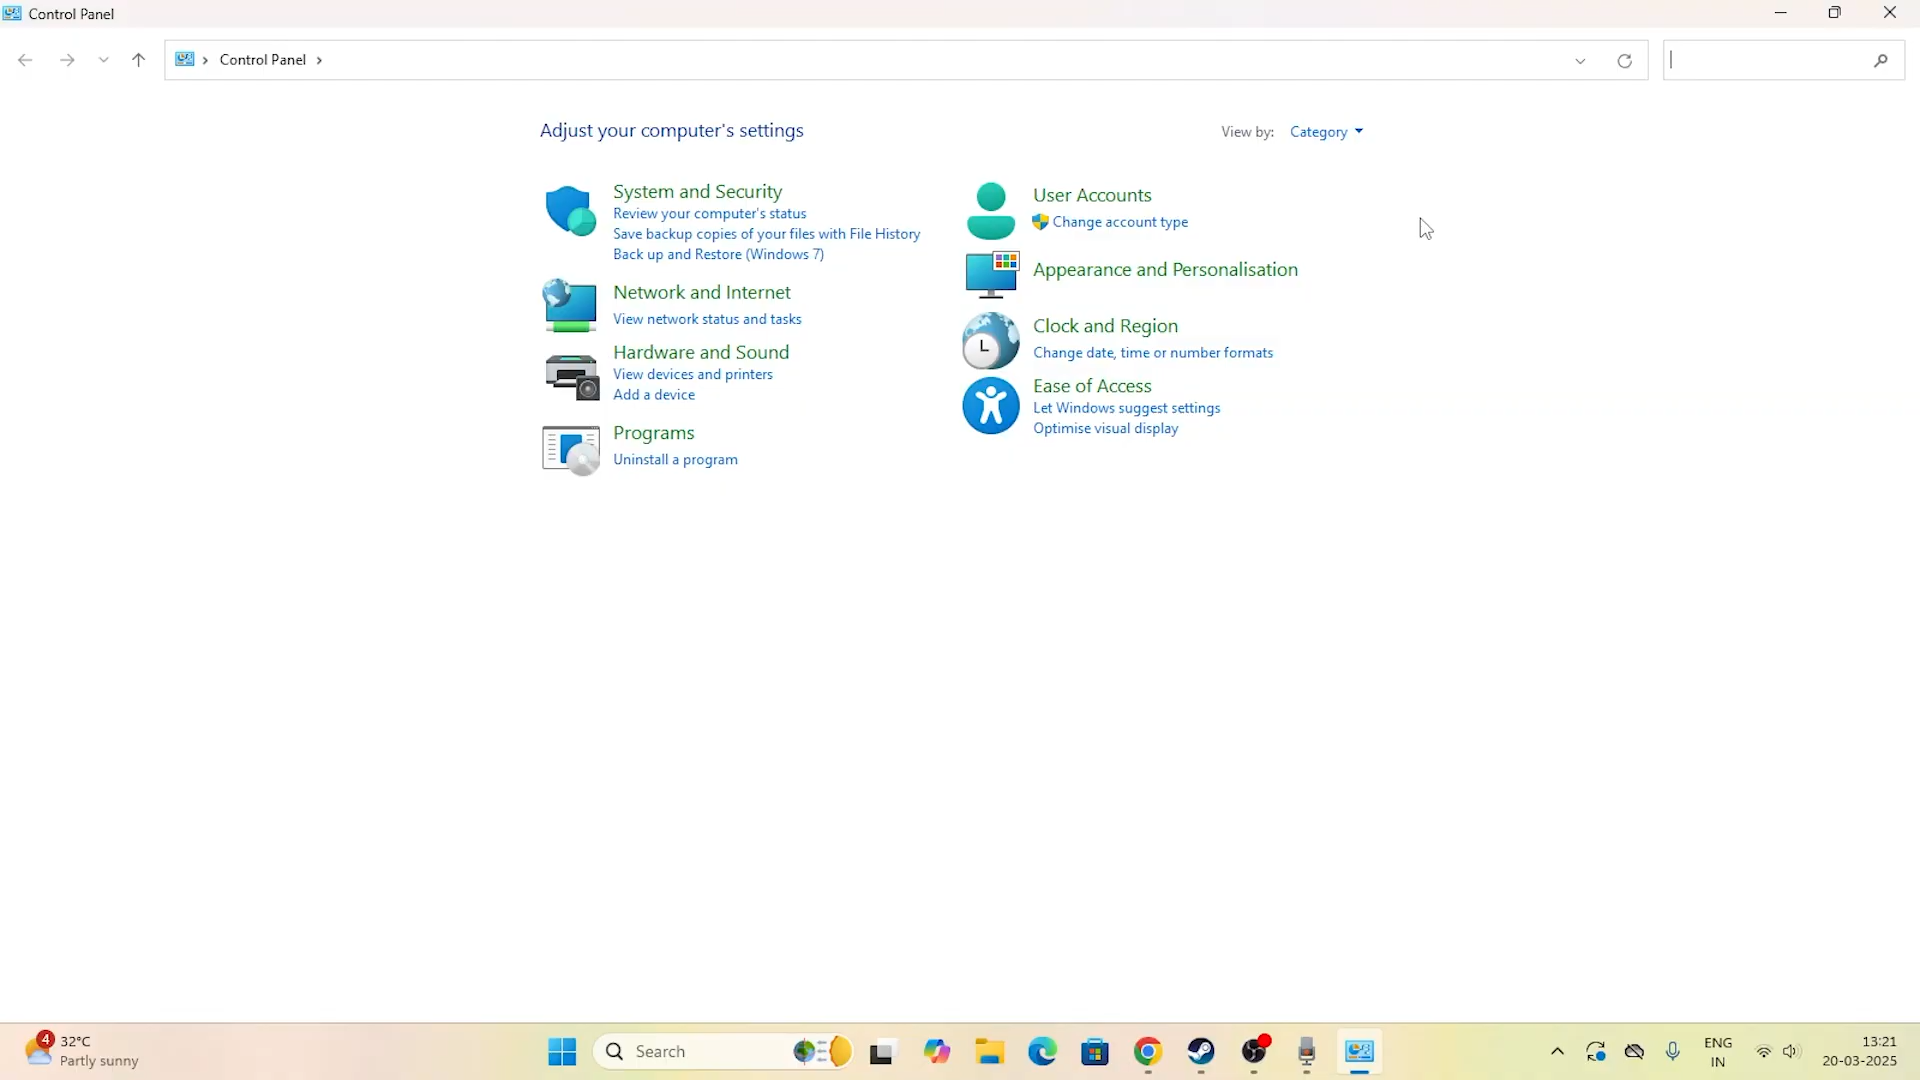 Control Panel
Control Panel
Adjust your computer's settings
View by: Category
System and Security
Review your computer's status
Save backup copies of your files with File History
Back up and Restore (Windows 7)
Network and Internet
View network status and tasks
Hardware and Sound
View devices and printers
Add a device
Programs
Uninstall a program
User Accounts
Change account type
Appearance and Personalisation
Clock and Region
Change date, time or number formats
Ease of Access
Let Windows suggest settings
Optimise visual display
4
32°C
Partly sunny
Search
ENG
IN
13:21
20-03-2025